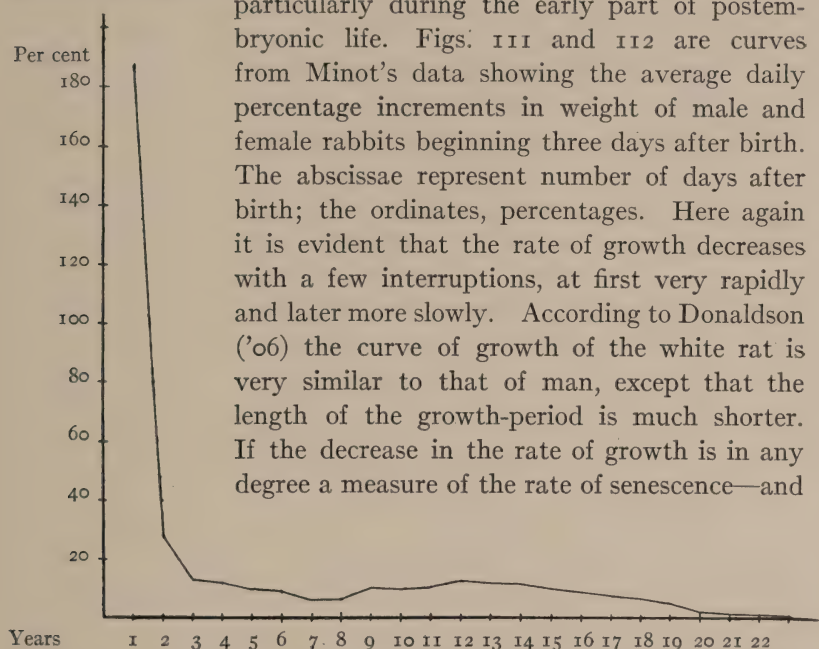 particularly during the early part of postem-
bryonic life. Figs. 111 and 112 are curves
from Minot's data showing the average daily
percentage increments in weight of male and
female rabbits beginning three days after birth.
The abscissae represent number of days after
birth; the ordinates, percentages. Here again
it is evident that the rate of growth decreases
with a few interruptions, at first very rapidly
and later more slowly. According to Donaldson
('06) the curve of growth of the white rat is
very similar to that of man, except that the
length of the growth-period is much shorter.
If the decrease in the rate of growth is in any
degree a measure of the rate of senescence—and
Per cent
180
160
140
120
100
80
60
40
20
Years 1 2 3 4 5 6 7 8 9 10 11 12 13 14 15 16 17 18 19 20 21 22